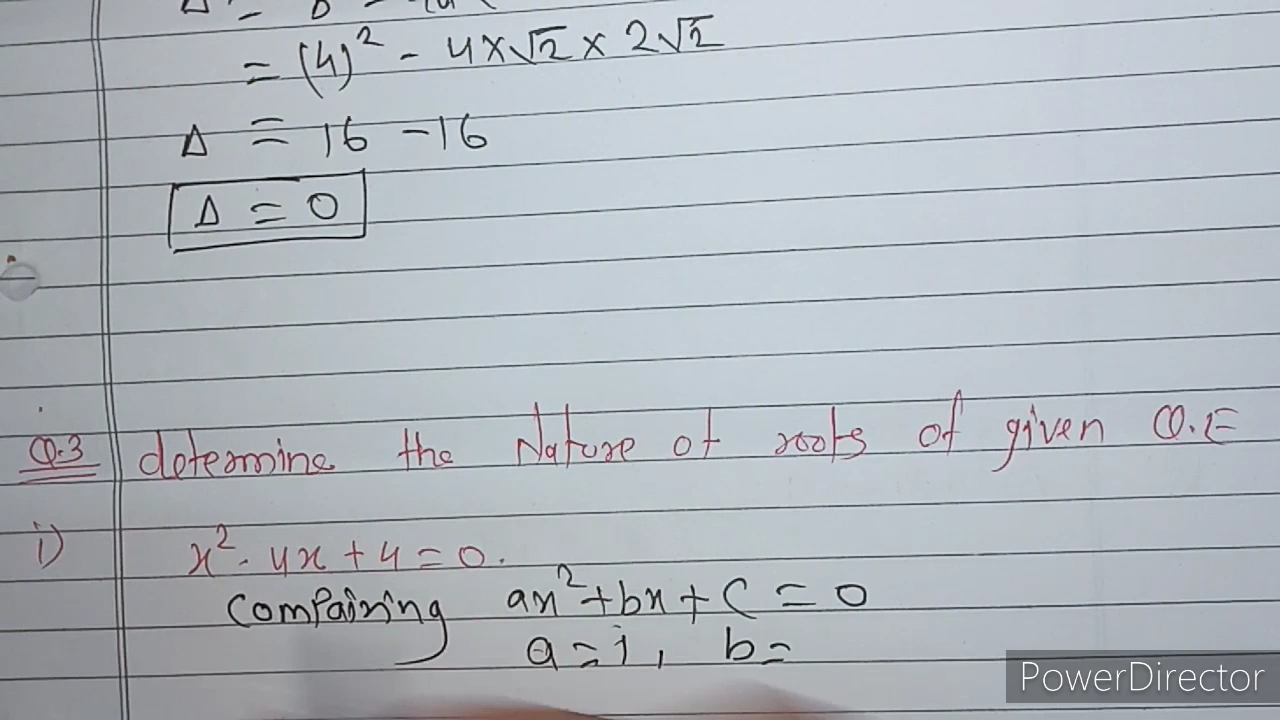 = (4)² - 4×√2 × 2√2
Δ = 16 - 16
Δ = 0
Q.3 determine the Nature of roots of given Q.E
i) x² - 4x + 4 = 0.
Compairing ax² + bx + c = 0
a = 1, b =
PowerDirector